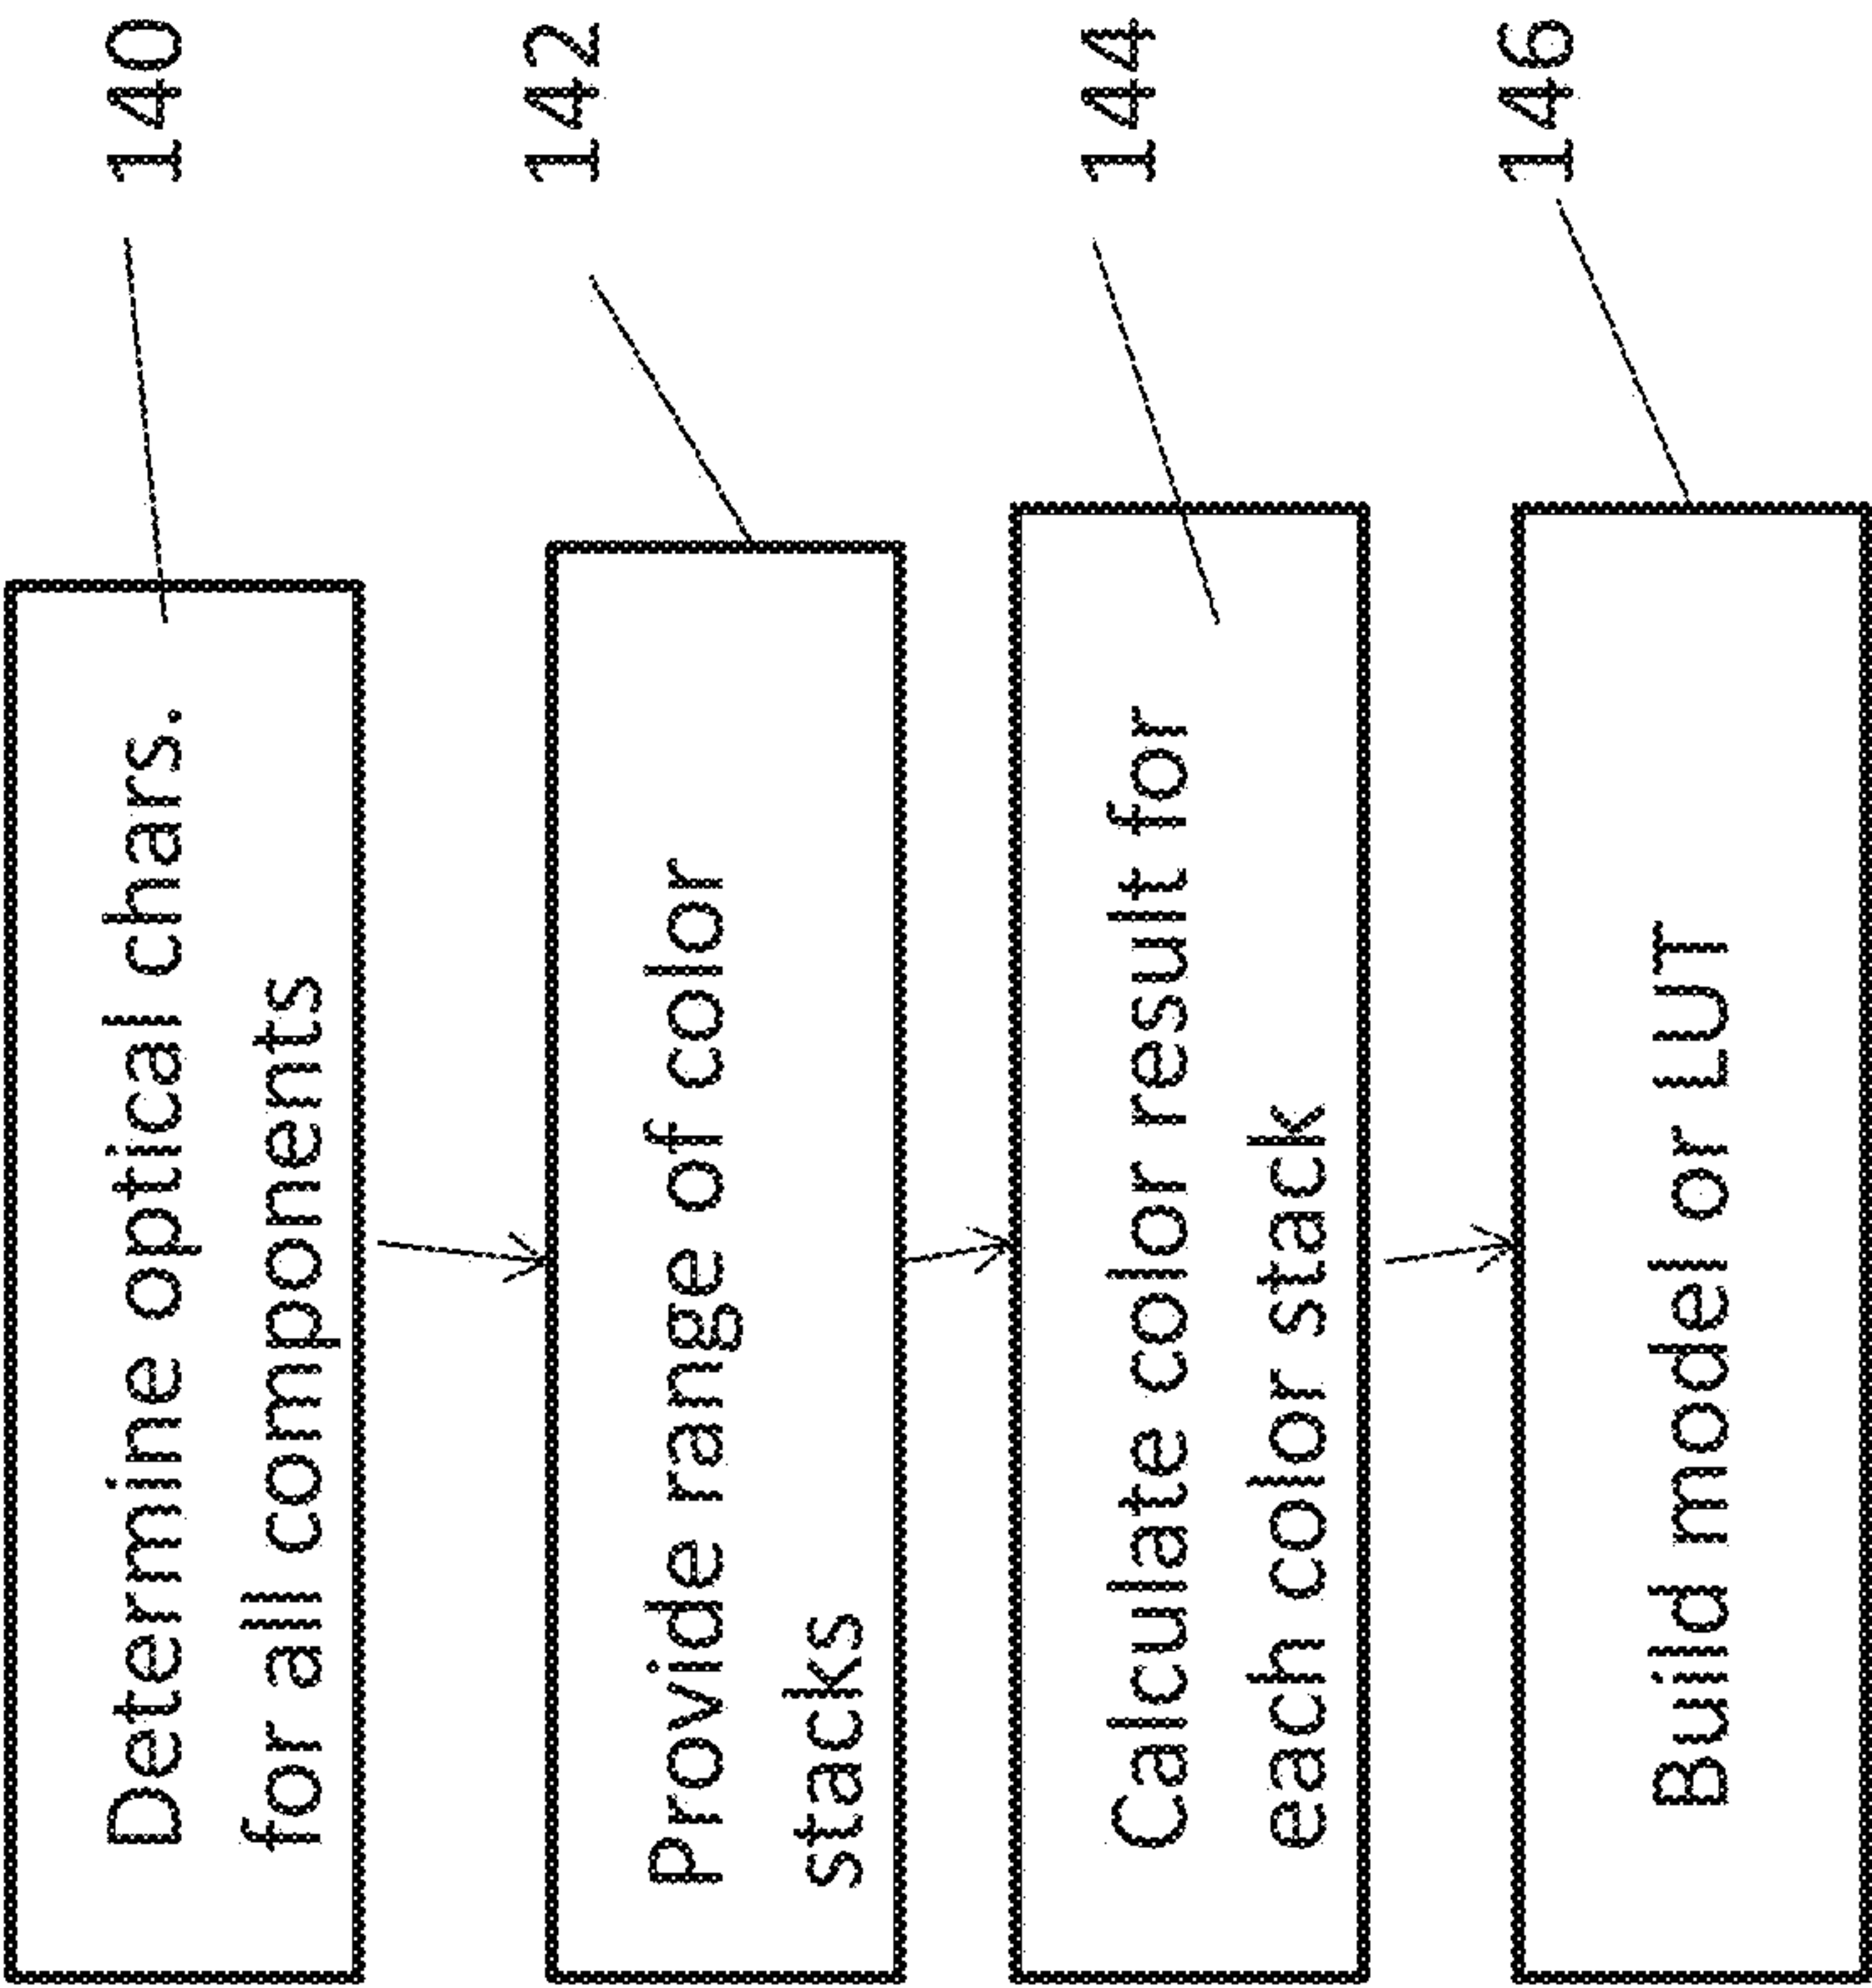 Determine optical chars.
for all components
140
Provide range of color
stacks
142
Calculate color result for
each color stack
144
Build model or LUT
146